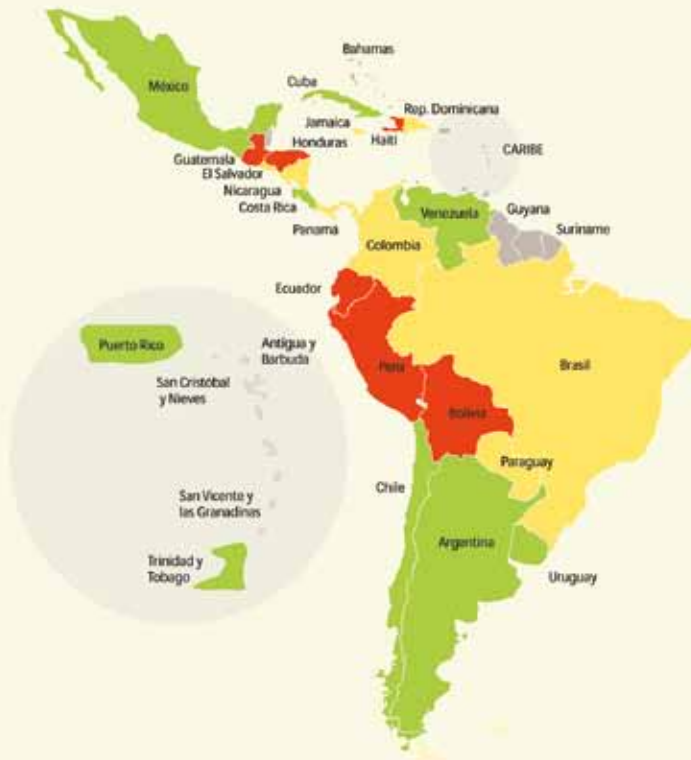 Bahamas
México
Cuba
Rep. Dominicana
Jamaica
Haití
CARIBE
Honduras
Guatemala
El Salvador
Nicaragua
Costa Rica
Panamá
Venezuela
Guyana
Suriname
Colombia
Ecuador
Perú
Brasil
Bolivia
Paraguay
Chile
Argentina
Uruguay
Puerto Rico
Antigua y
Barbuda
San Cristóbal
y Nieves
San Vicente y
las Granadinas
Trinidad y
Tobago